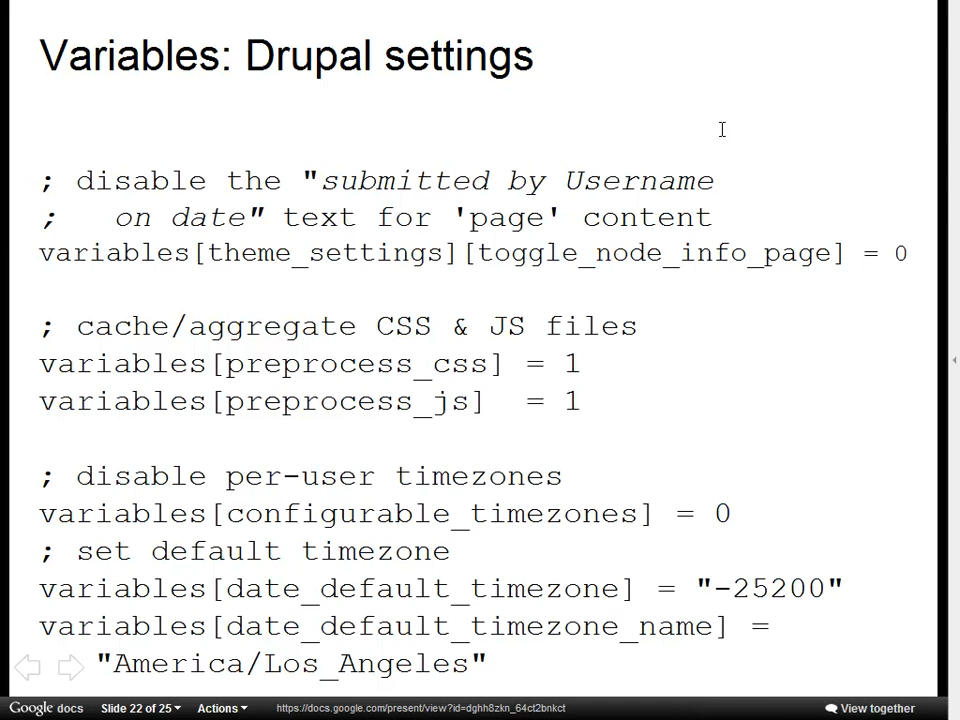 Variables: Drupal settings
; disable the "submitted by Username
;   on date" text for 'page' content
variables[theme_settings][toggle_node_info_page] = 0
; cache/aggregate CSS & JS files
variables[preprocess_css] = 1
variables[preprocess_js]  = 1
; disable per-user timezones
variables[configurable_timezones] = 0
; set default timezone
variables[date_default_timezone] = "-25200"
variables[date_default_timezone_name] =
"America/Los_Angeles"
Google docs Slide 22 of 25 Actions https://docs.google.com/present/view?id=dghh8zkn_64ct2bnkct View together